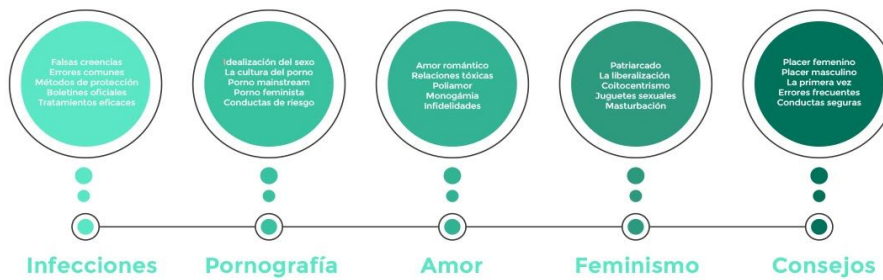 Falsas creencias
Errores comunes
Métodos de protección
Boletines oficiales
Tratamientos eficaces
Idealización del sexo
La cultura del porno
Porno mainstream
Porno feminista
Conductas de riesgo
Amor romántico
Relaciones tóxicas
Poliamor
Monogámia
Infidelidades
Patriarcado
La liberalización
Coitocentrismo
Juguetes sexuales
Masturbación
Placer femenino
Placer masculino
La primera vez
Errores frecuentes
Conductas seguras
Infecciones
Pornografía
Amor
Feminismo
Consejos